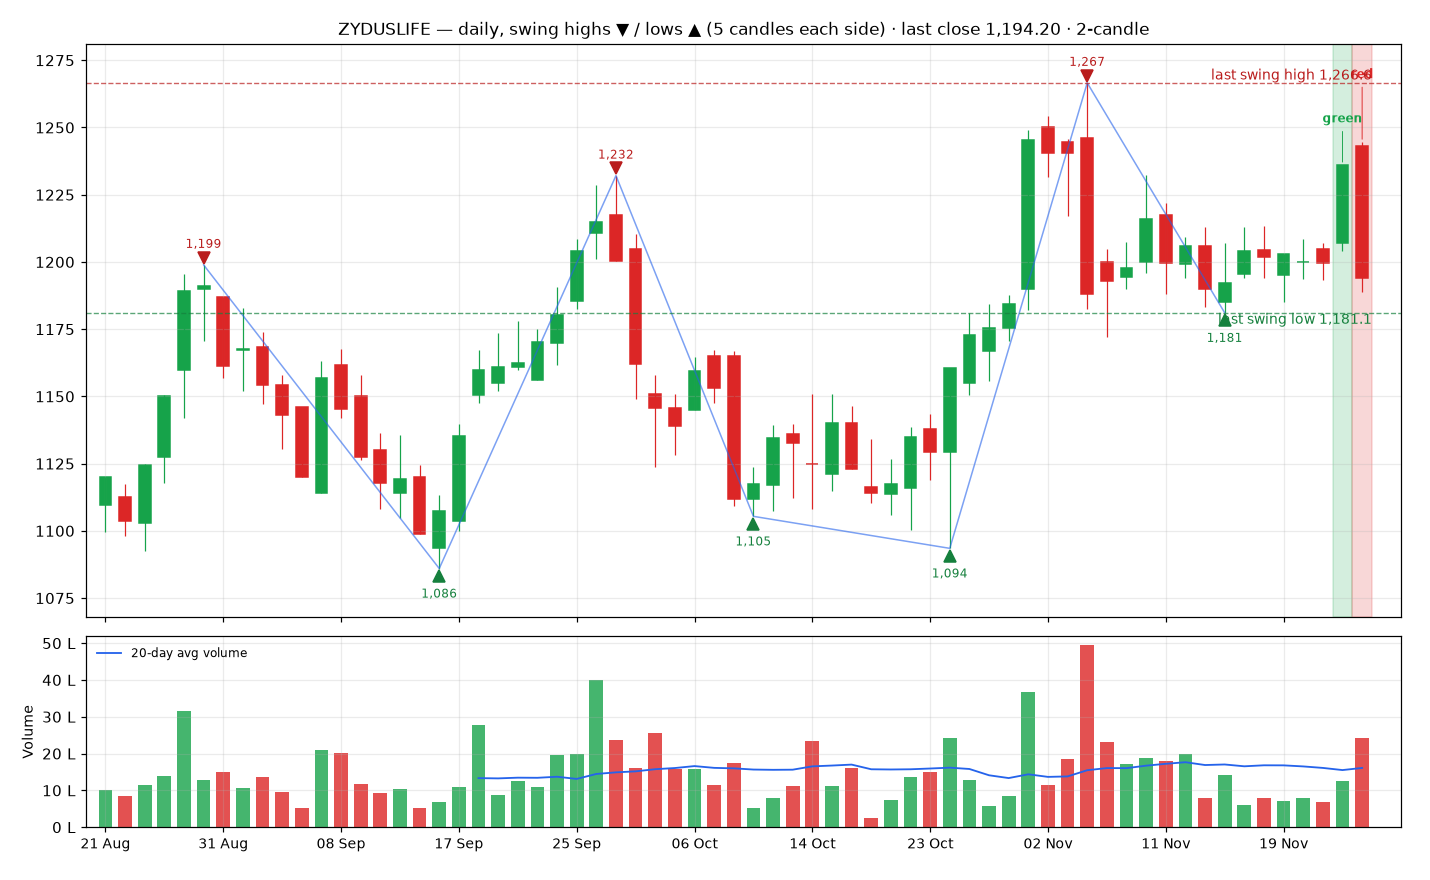 ZYDUSLIFE — daily, swing highs ▼ / lows ▲ (5 candles each side) · last close 1,194.20 · 2-candle
1275
1250
1225
1200
1175
1150
1125
1100
1075
1,199
1,086
1,232
1,105
1,094
1,267
1,181
last swing high 1,266.6
red
green
last swing low 1,181.1
50 L
40 L
30 L
20 L
10 L
0 L
Volume
20-day avg volume
21 Aug
31 Aug
08 Sep
17 Sep
25 Sep
06 Oct
14 Oct
23 Oct
02 Nov
11 Nov
19 Nov